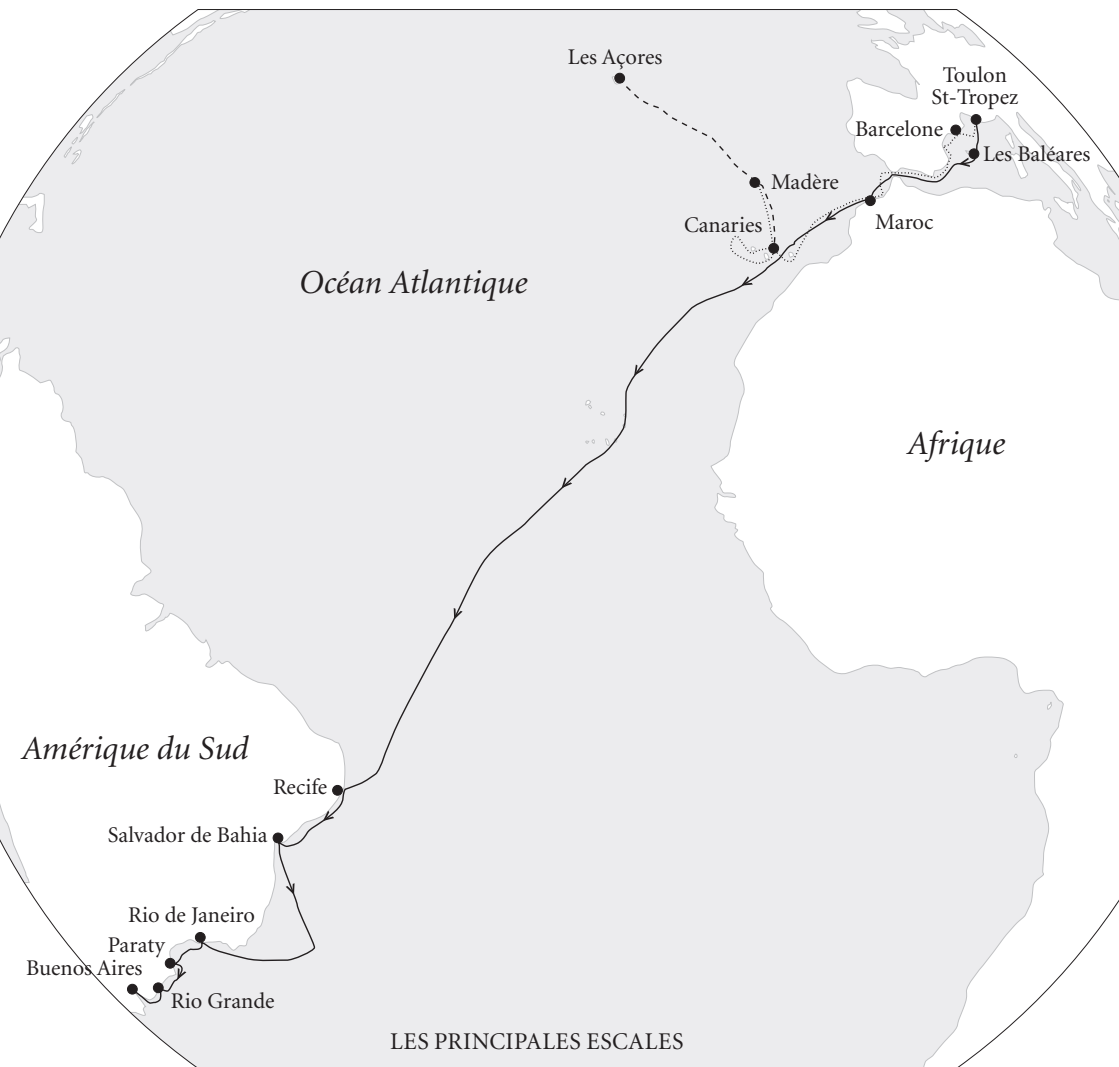 Les Açores
Toulon
St-Tropez
Barcelone
Les Baléares
Madère
Maroc
Canaries
Océan Atlantique
Afrique
Amérique du Sud
Recife
Salvador de Bahia
Rio de Janeiro
Paraty
Buenos Aires
Rio Grande
LES PRINCIPALES ESCALES